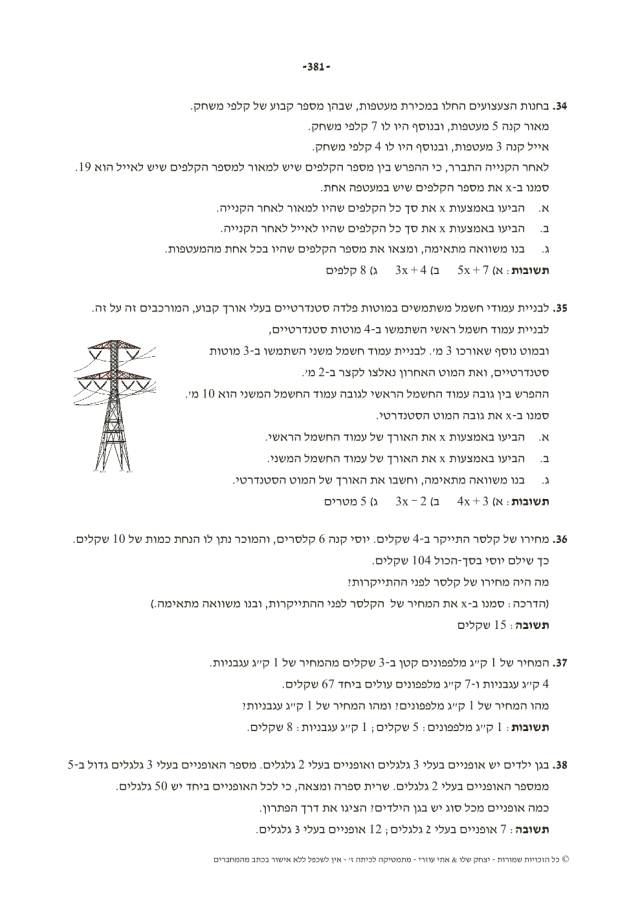 -381-
34. בחנות הצעצועים החלו במכירת מעטפות, שבהן מספר קבוע של קלפי משחק.
מאור קנה 5 מעטפות, ובנוסף היו לו 7 קלפי משחק.
אייל קנה 3 מעטפות, ובנוסף היו לו 4 קלפי משחק.
לאחר הקנייה התברר, כי ההפרש בין מספר הקלפים שיש למאור למספר הקלפים שיש לאייל הוא 19.
סמנו ב-x את מספר הקלפים שיש במעטפה אחת.
א. הביעו באמצעות x את סך כל הקלפים שהיו למאור לאחר הקנייה.
ב. הביעו באמצעות x את סך כל הקלפים שהיו לאייל לאחר הקנייה.
ג. בנו משוואה מתאימה, ומצאו את מספר הקלפים שהיו בכל אחת מהמעטפות.
תשובות: א) 5x + 7 ב) 3x + 4 ג) 8 קלפים
35. לבניית עמודי חשמל משתמשים במוטות פלדה סטנדרטיים בעלי אורך קבוע, המורכבים זה על זה.
לבניית עמוד חשמל ראשי השתמשו ב-4 מוטות סטנדרטיים,
ובמוט נוסף שאורכו 3 מ'. לבניית עמוד חשמל משני השתמשו ב-3 מוטות
סטנדרטיים, ואת המוט האחרון נאלצו לקצר ב-2 מ'.
ההפרש בין גובה עמוד החשמל הראשי לגובה עמוד החשמל המשני הוא 10 מ'.
סמנו ב-x את גובה המוט הסטנדרטי.
א. הביעו באמצעות x את האורך של עמוד החשמל הראשי.
ב. הביעו באמצעות x את האורך של עמוד החשמל המשני.
ג. בנו משוואה מתאימה, וחשבו את האורך של המוט הסטנדרטי.
תשובות: א) 4x + 3 ב) 3x − 2 ג) 5 מטרים
36. מחירו של קלסר התייקר ב-4 שקלים. יוסי קנה 6 קלסרים, והמוכר נתן לו הנחת כמות של 10 שקלים.
כך שילם יוסי בסך-הכול 104 שקלים.
מה היה מחירו של קלסר לפני ההתייקרות?
(הדרכה: סמנו ב-x את המחיר של הקלסר לפני ההתייקרות, ובנו משוואה מתאימה.)
תשובה: 15 שקלים
37. המחיר של 1 ק״ג מלפפונים קטן ב-3 שקלים מהמחיר של 1 ק״ג עגבניות.
4 ק״ג עגבניות ו-7 ק״ג מלפפונים עולים ביחד 67 שקלים.
מהו המחיר של 1 ק״ג מלפפונים? ומהו המחיר של 1 ק״ג עגבניות?
תשובות: 1 ק״ג מלפפונים: 5 שקלים; 1 ק״ג עגבניות: 8 שקלים.
38. בגן ילדים יש אופניים בעלי 3 גלגלים ואופניים בעלי 2 גלגלים. מספר האופניים בעלי 3 גלגלים גדול ב-5
ממספר האופניים בעלי 2 גלגלים. שרית ספרה ומצאה, כי לכל האופניים ביחד יש 50 גלגלים.
כמה אופניים מכל סוג יש בגן הילדים? הציגו את דרך הפתרון.
תשובה: 7 אופניים בעלי 2 גלגלים; 12 אופניים בעלי 3 גלגלים.
© כל הזכויות שמורות - יצחק שלו & אתי עוזרי - מתמטיקה לכיתה ז' - אין לשכפל ללא אישור בכתב מהמחברים